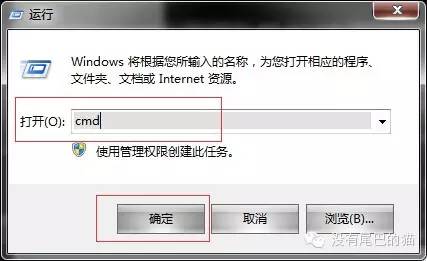 运行
Windows 将根据您所输入的名称，为您打开相应的程序、
文件夹、文档或 Internet 资源。
打开(O): cmd
使用管理权限创建此任务。
确定 取消 浏览(B)...
没有尾巴的猫